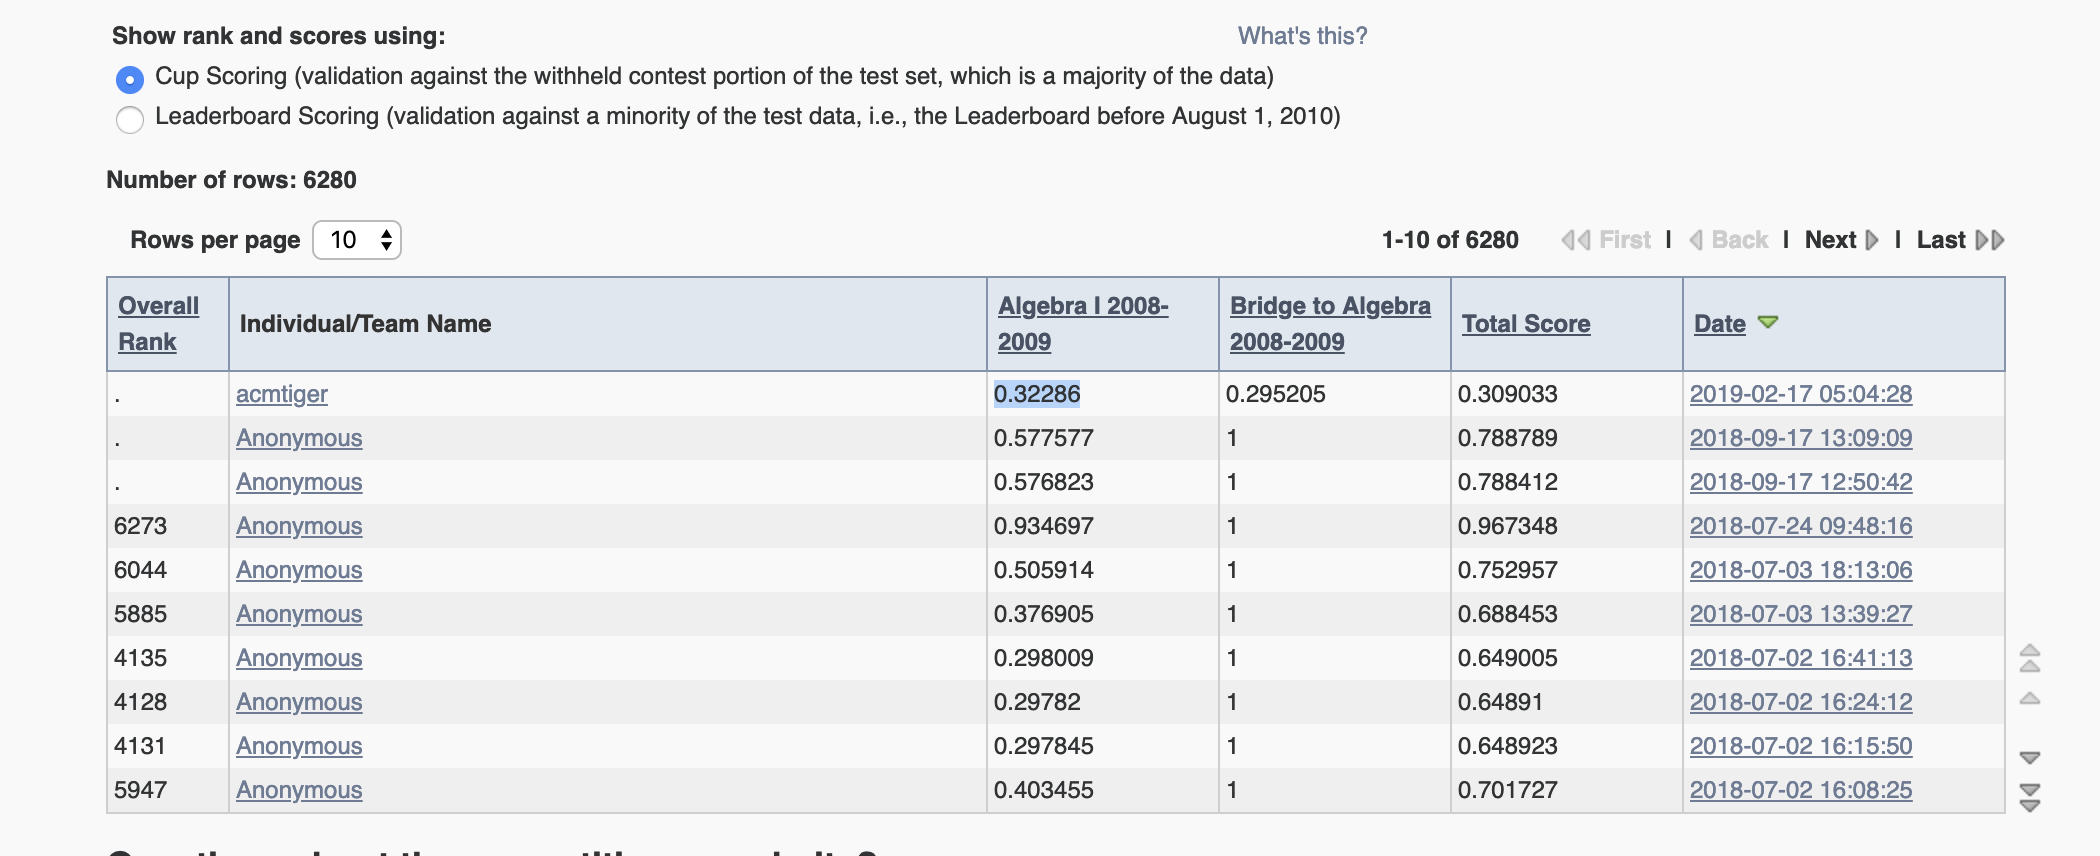 Show rank and scores using: What's this?
Cup Scoring (validation against the withheld contest portion of the test set, which is a majority of the data)
Leaderboard Scoring (validation against a minority of the test data, i.e., the Leaderboard before August 1, 2010)
Number of rows: 6280
Rows per page 10 1-10 of 6280 First | Back | Next | Last
Overall Rank Individual/Team Name Algebra I 2008-2009 Bridge to Algebra 2008-2009 Total Score Date
. acmtiger 0.32286 0.295205 0.309033 2019-02-17 05:04:28
. Anonymous 0.577577 1 0.788789 2018-09-17 13:09:09
. Anonymous 0.576823 1 0.788412 2018-09-17 12:50:42
6273 Anonymous 0.934697 1 0.967348 2018-07-24 09:48:16
6044 Anonymous 0.505914 1 0.752957 2018-07-03 18:13:06
5885 Anonymous 0.376905 1 0.688453 2018-07-03 13:39:27
4135 Anonymous 0.298009 1 0.649005 2018-07-02 16:41:13
4128 Anonymous 0.29782 1 0.64891 2018-07-02 16:24:12
4131 Anonymous 0.297845 1 0.648923 2018-07-02 16:15:50
5947 Anonymous 0.403455 1 0.701727 2018-07-02 16:08:25